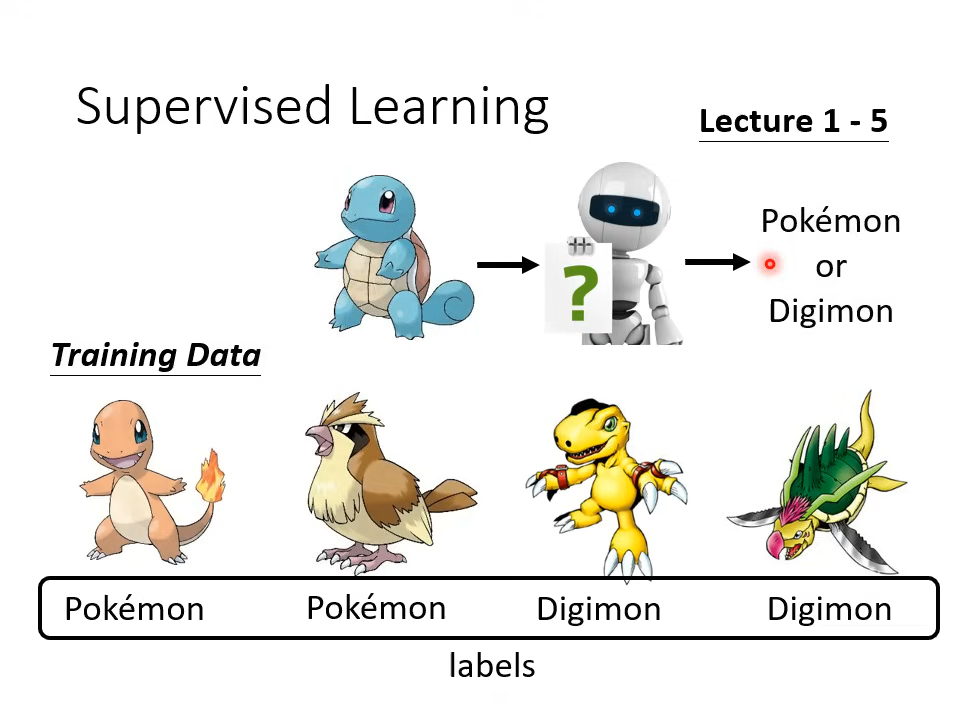 Supervised Learning
Lecture 1 - 5
?
Pokémon
or
Digimon
Training Data
Pokémon Pokémon Digimon Digimon
labels